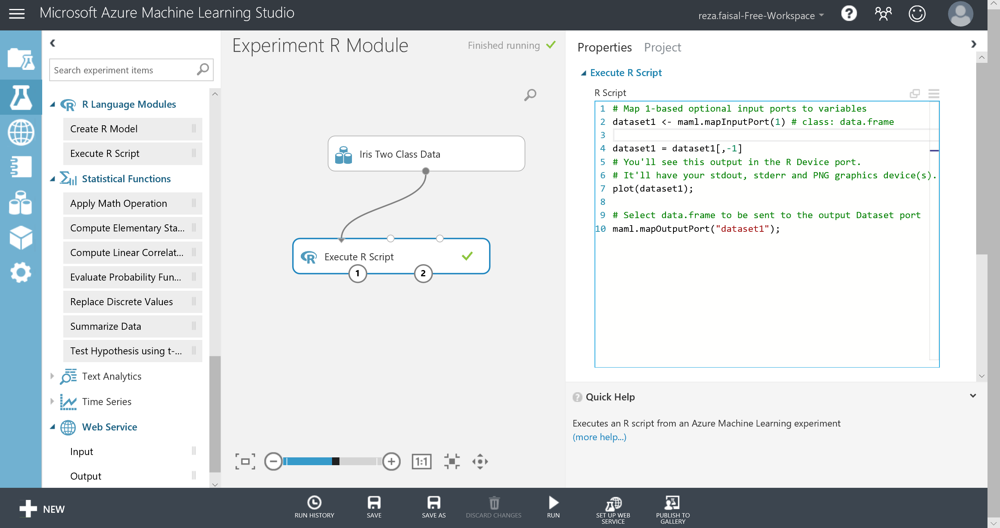 Microsoft Azure Machine Learning Studio
reza.faisal-Free-Workspace
Search experiment items
R Language Modules
Create R Model
Execute R Script
Statistical Functions
Apply Math Operation
Compute Elementary Sta...
Compute Linear Correlat...
Evaluate Probability Fun...
Replace Discrete Values
Summarize Data
Test Hypothesis using t-...
Text Analytics
Time Series
Web Service
Input
Output
Experiment R Module
Finished running
Iris Two Class Data
Execute R Script
1
2
1:1
Properties Project
Execute R Script
R Script
1 # Map 1-based optional input ports to variables
2 dataset1 <- maml.mapInputPort(1) # class: data.frame
3
4 dataset1 = dataset1[,-1]
5 # You'll see this output in the R Device port.
6 # It'll have your stdout, stderr and PNG graphics device(s).
7 plot(dataset1);
8
9 # Select data.frame to be sent to the output Dataset port
10 maml.mapOutputPort("dataset1");
Quick Help
Executes an R script from an Azure Machine Learning experiment
(more help...)
NEW
RUN HISTORY
SAVE
SAVE AS
DISCARD CHANGES
RUN
SET UP WEB
SERVICE
PUBLISH TO
GALLERY